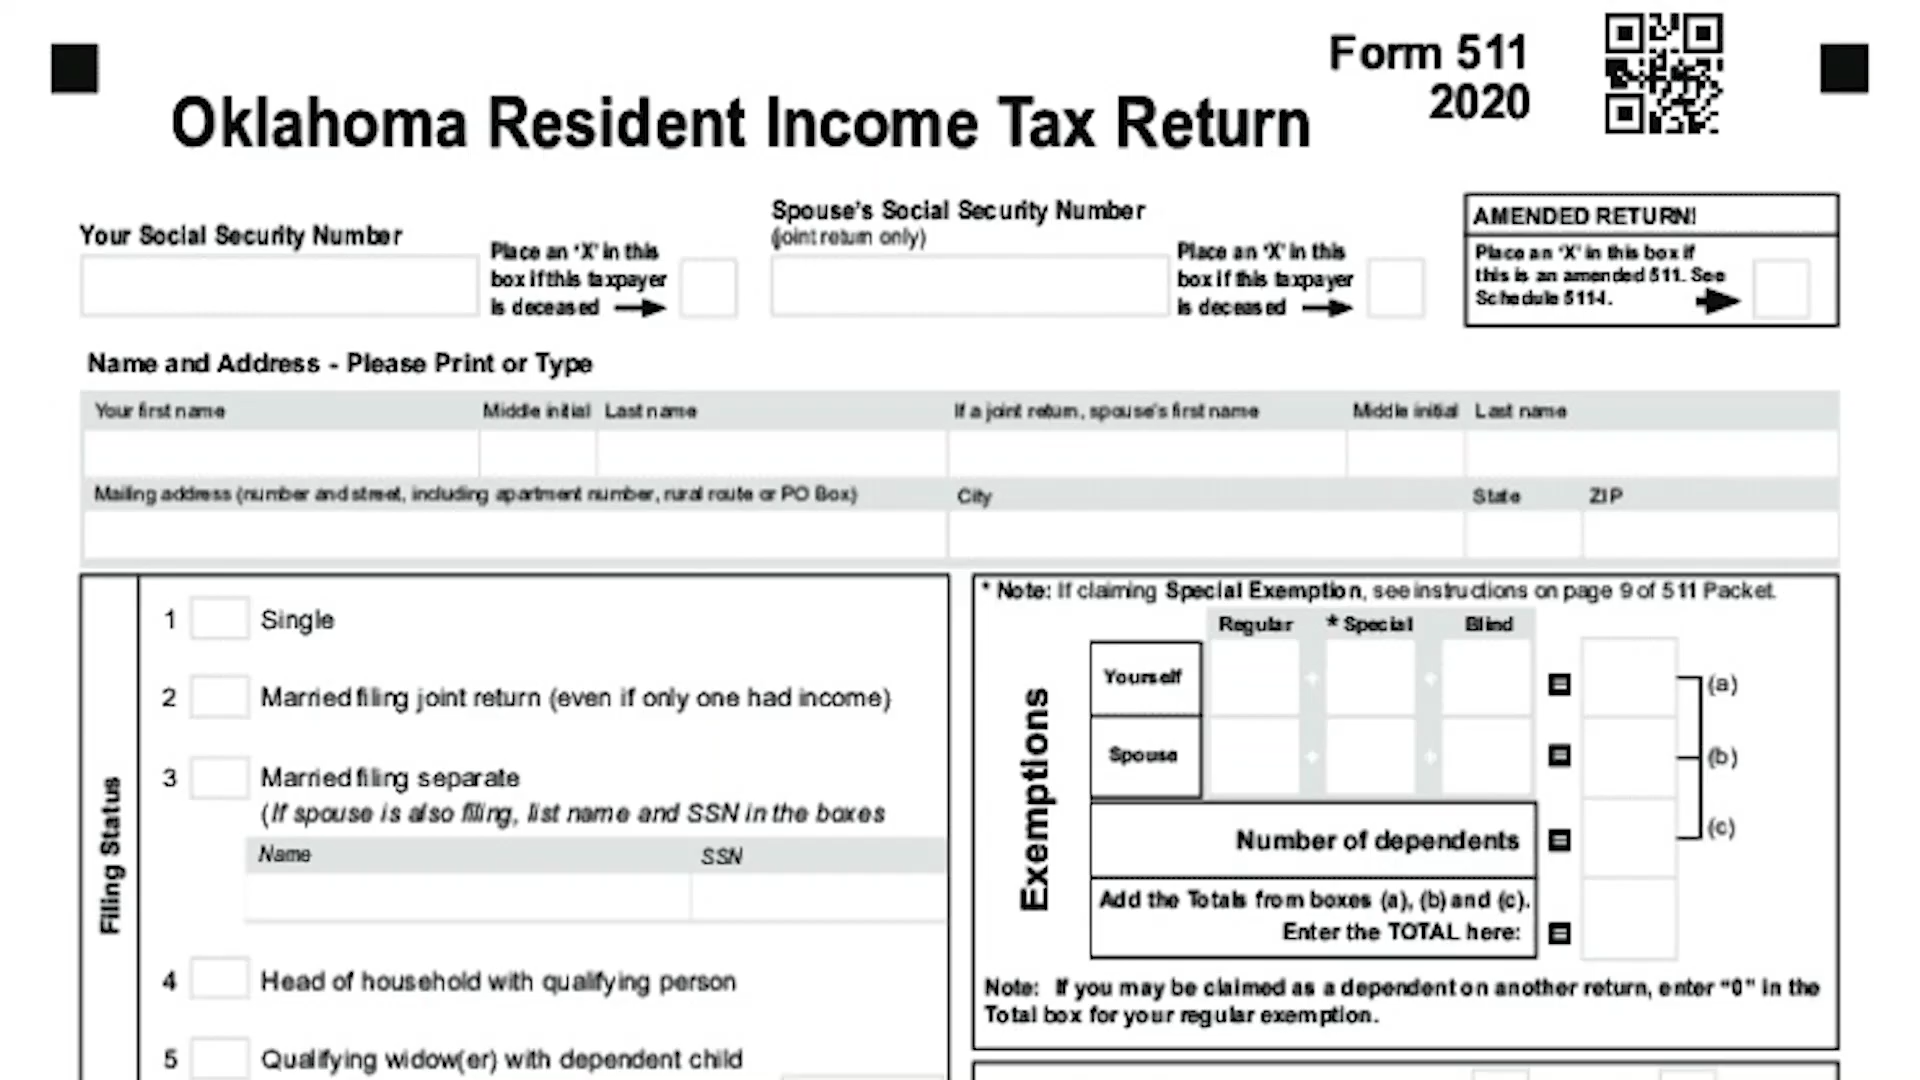 Form 511
2020
Oklahoma Resident Income Tax Return
Your Social Security Number
Place an ‘X’ in this
box if this taxpayer
is deceased
Spouse’s Social Security Number
(joint return only)
Place an ‘X’ in this
box if this taxpayer
is deceased
AMENDED RETURN!
Place an ‘X’ in this box if
this is an amended 511. See
Schedule 511-I.
Name and Address - Please Print or Type
Your first name Middle initial Last name If a joint return, spouse’s first name Middle initial Last name
Mailing address (number and street, including apartment number, rural route or PO Box) City State ZIP
Filing Status
1 Single
2 Married filing joint return (even if only one had income)
3 Married filing separate
(If spouse is also filing, list name and SSN in the boxes
Name SSN
4 Head of household with qualifying person
5 Qualifying widow(er) with dependent child
* Note: If claiming Special Exemption, see instructions on page 9 of 511 Packet.
Exemptions
Regular * Special Blind
Yourself + + = (a)
Spouse + + = (b)
Number of dependents = (c)
Add the Totals from boxes (a), (b) and (c).
Enter the TOTAL here: =
Note: If you may be claimed as a dependent on another return, enter “0” in the
Total box for your regular exemption.